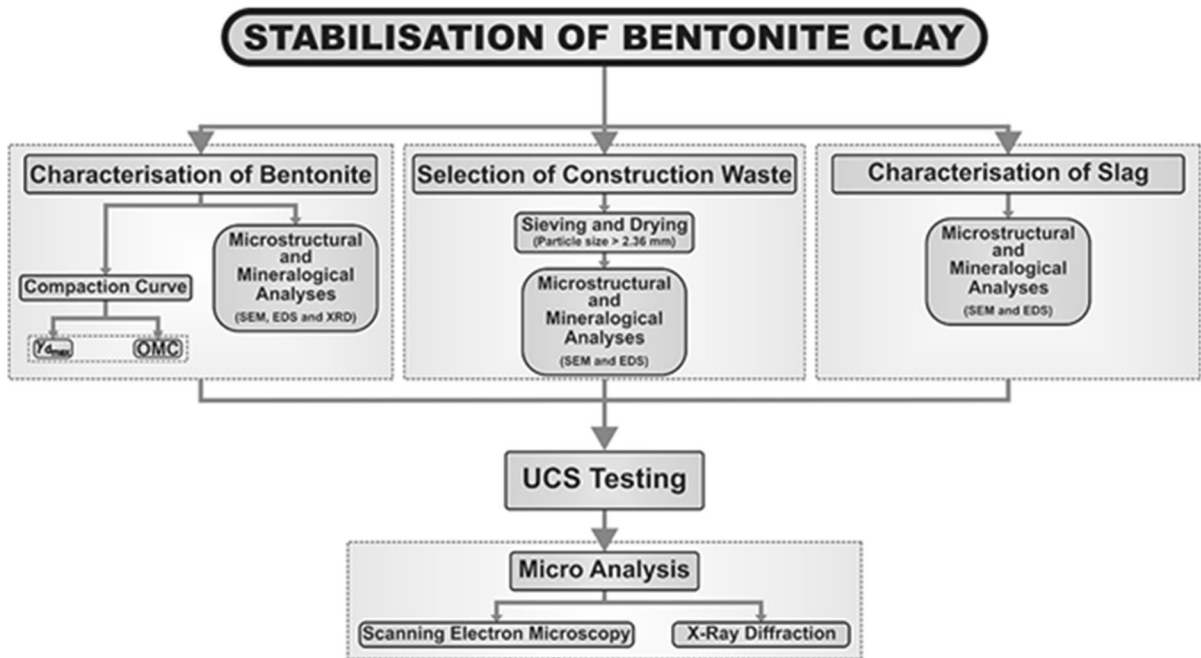 STABILISATION OF BENTONITE CLAY
Characterisation of Bentonite
Compaction Curve
γdmax
OMC
Microstructural
and
Mineralogical
Analyses
(SEM, EDS and XRD)
Selection of Construction Waste
Sieving and Drying
(Particle size > 2.36 mm)
Microstructural
and
Mineralogical
Analyses
(SEM and EDS)
Characterisation of Slag
Microstructural
and
Mineralogical
Analyses
(SEM and EDS)
UCS Testing
Micro Analysis
Scanning Electron Microscopy
X-Ray Diffraction